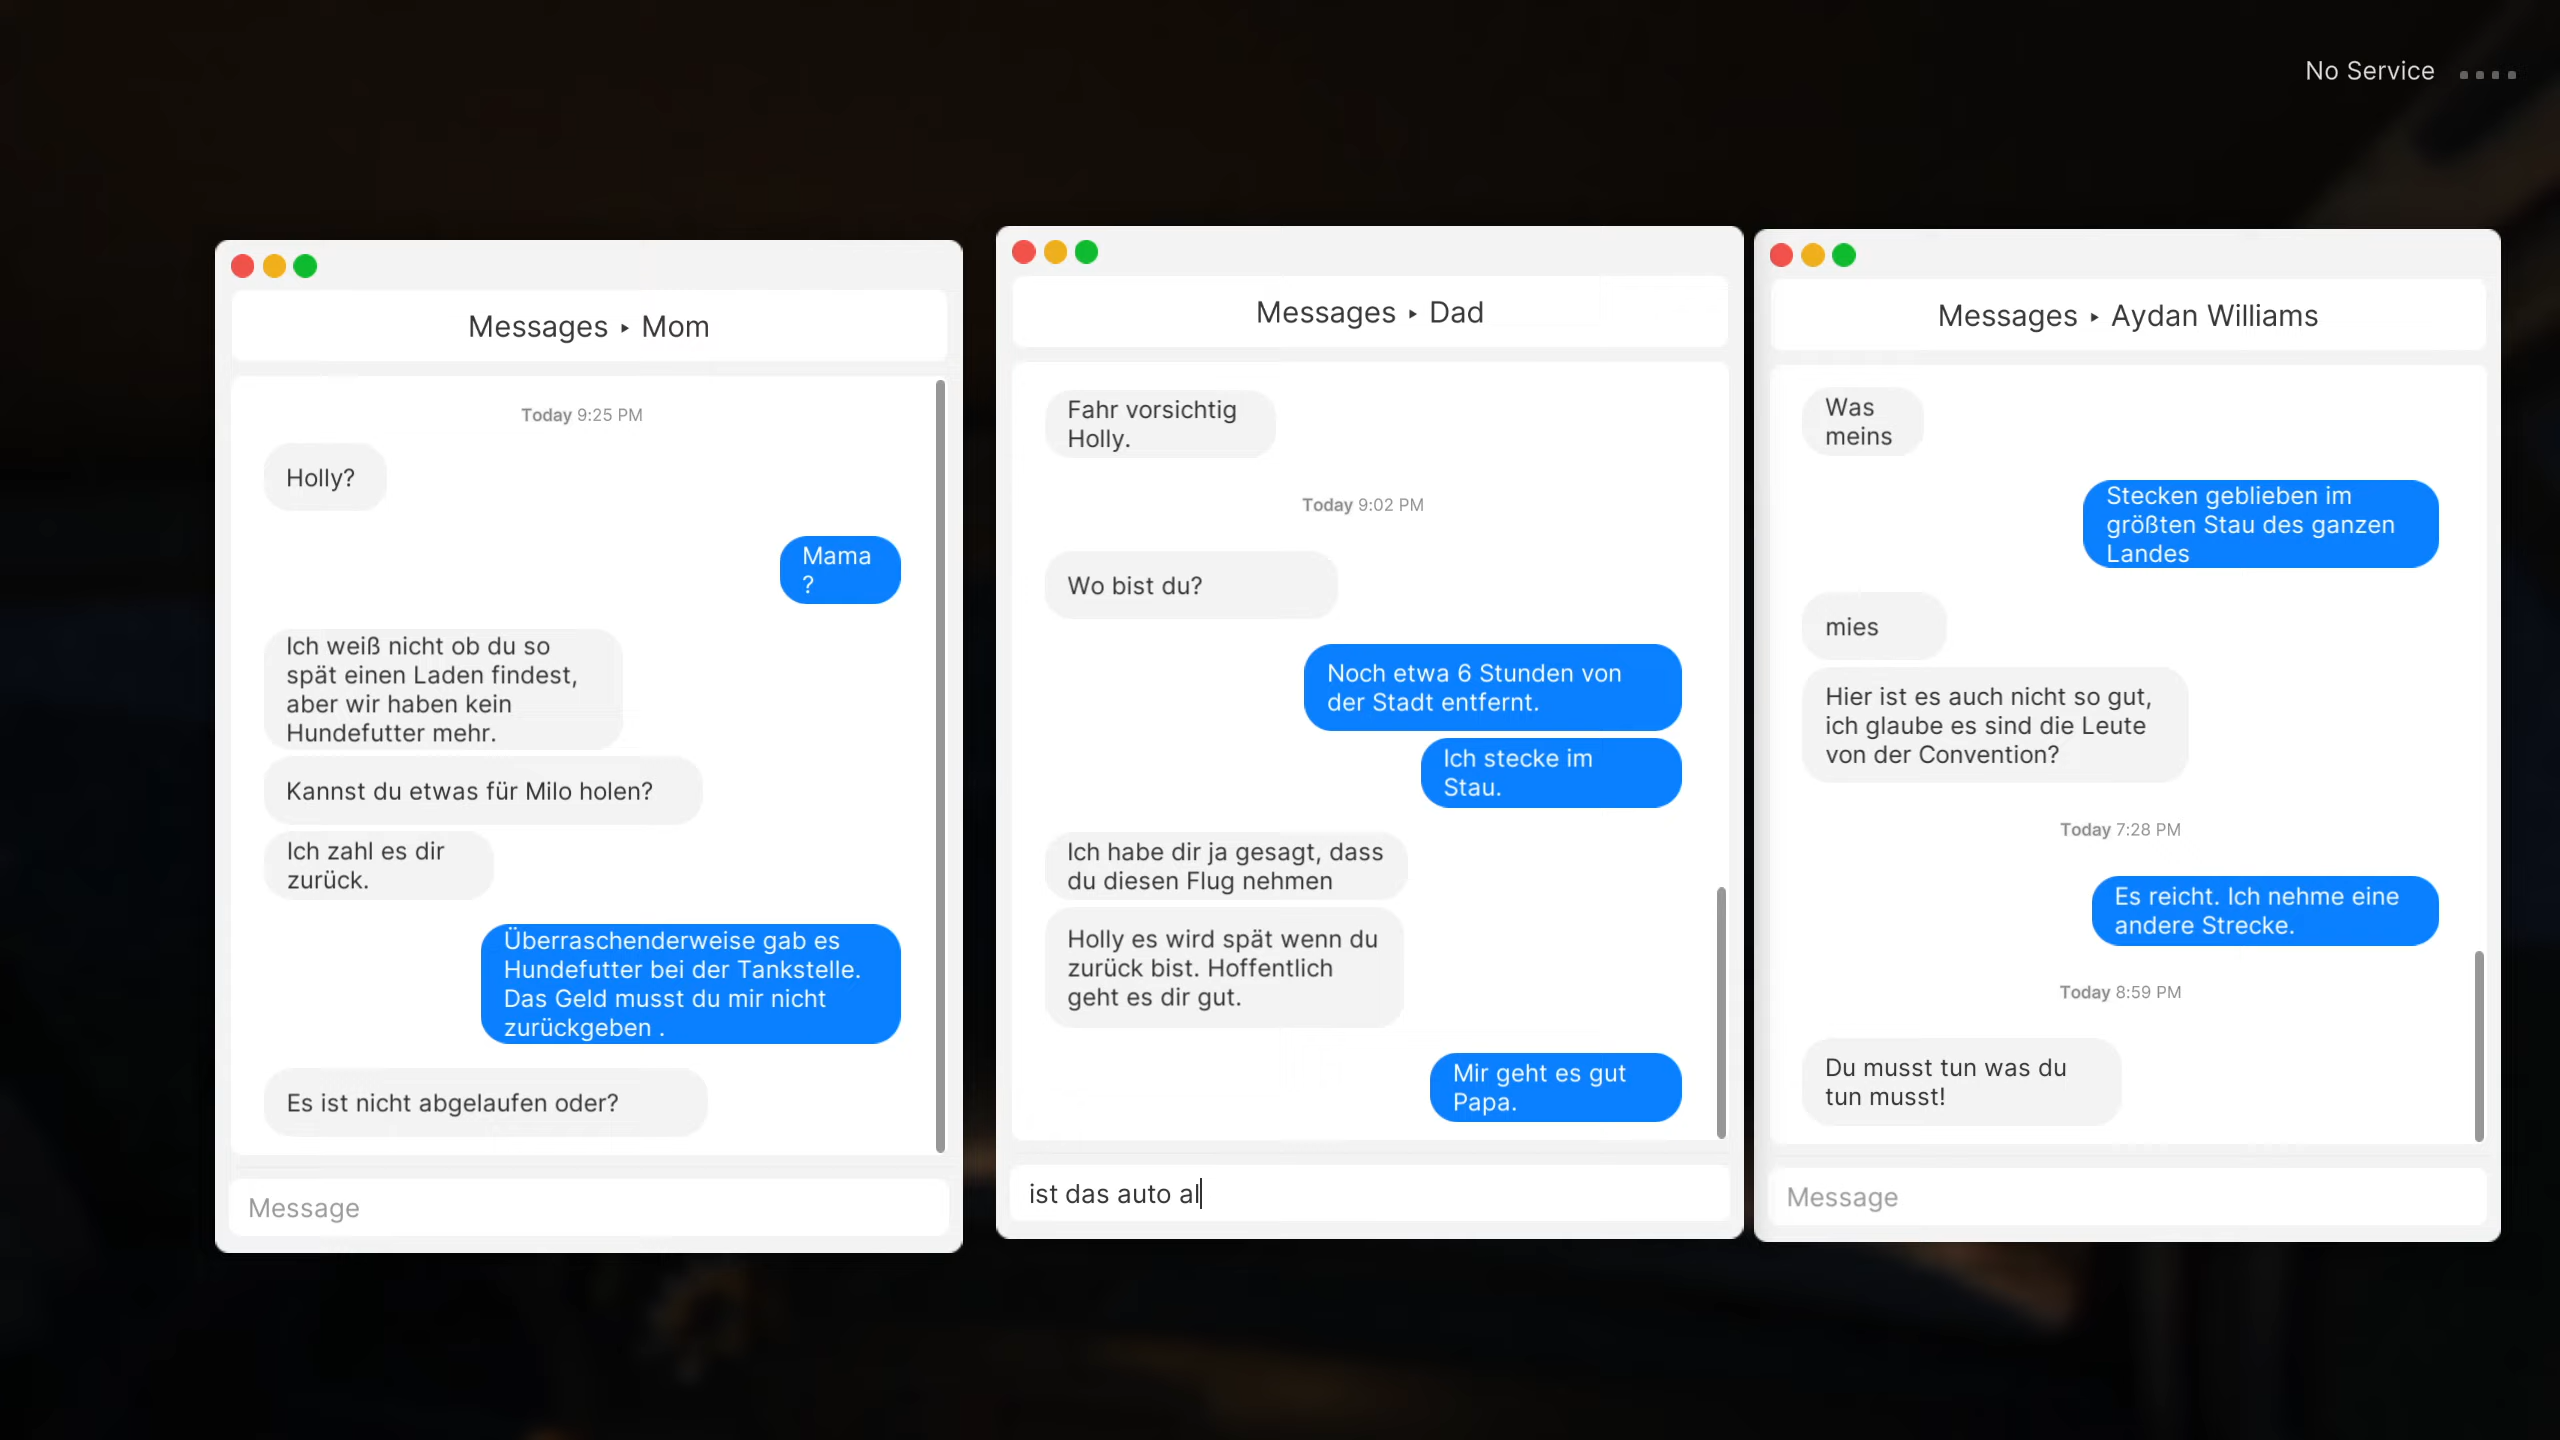 No Service
Messages ▸ Mom
Today 9:25 PM
Holly?
Mama
?
Ich weiß nicht ob du so
spät einen Laden findest,
aber wir haben kein
Hundefutter mehr.
Kannst du etwas für Milo holen?
Ich zahl es dir
zurück.
Überraschenderweise gab es
Hundefutter bei der Tankstelle.
Das Geld musst du mir nicht
zurückgeben .
Es ist nicht abgelaufen oder?
Message
Messages ▸ Dad
Fahr vorsichtig
Holly.
Today 9:02 PM
Wo bist du?
Noch etwa 6 Stunden von
der Stadt entfernt.
Ich stecke im
Stau.
Ich habe dir ja gesagt, dass
du diesen Flug nehmen
Holly es wird spät wenn du
zurück bist. Hoffentlich
geht es dir gut.
Mir geht es gut
Papa.
ist das auto al
Messages ▸ Aydan Williams
Was
meins
Stecken geblieben im
größten Stau des ganzen
Landes
mies
Hier ist es auch nicht so gut,
ich glaube es sind die Leute
von der Convention?
Today 7:28 PM
Es reicht. Ich nehme eine
andere Strecke.
Today 8:59 PM
Du musst tun was du
tun musst!
Message